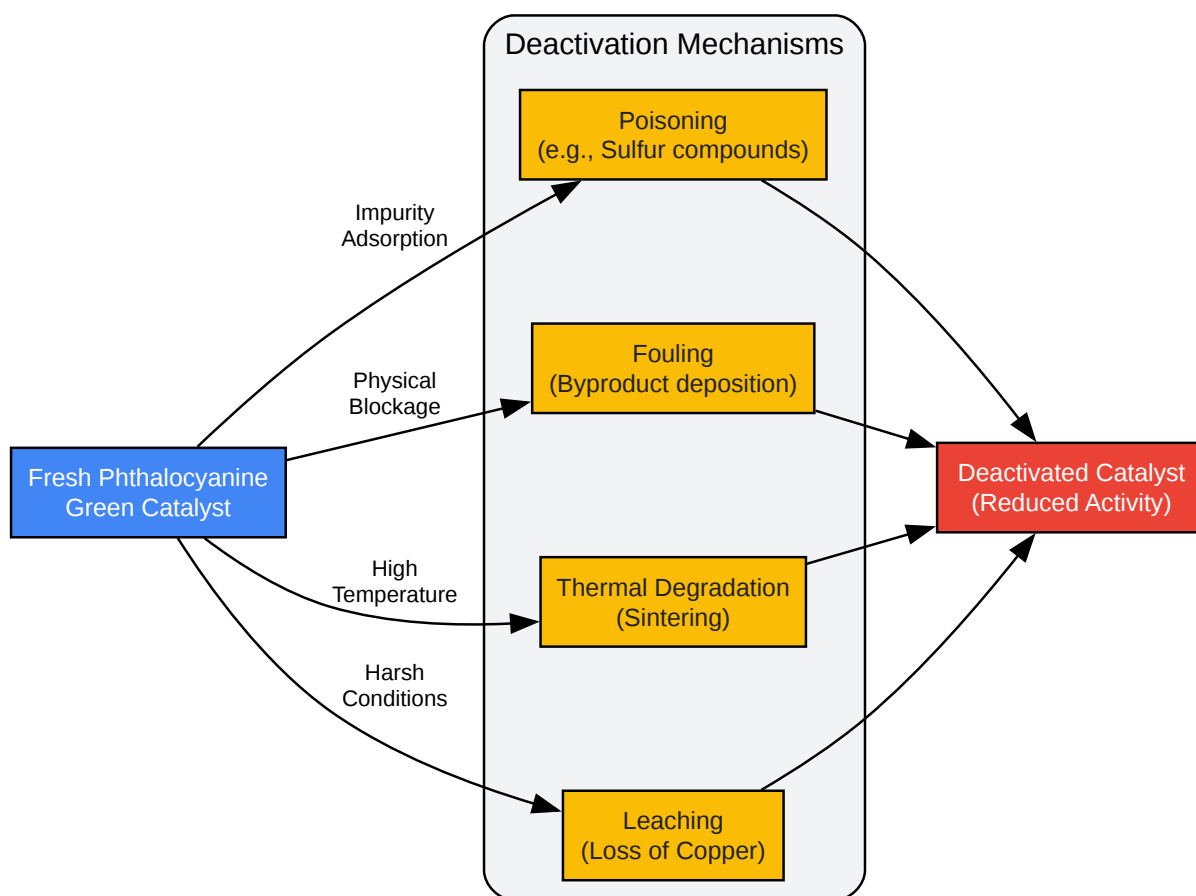 Deactivation Mechanisms
Poisoning
(e.g., Sulfur compounds)
Impurity
Adsorption
Fouling
(Byproduct deposition)
Physical
Blockage
Fresh Phthalocyanine
Green Catalyst
Deactivated Catalyst
(Reduced Activity)
High
Temperature
Thermal Degradation
(Sintering)
Harsh
Conditions
Leaching
(Loss of Copper)